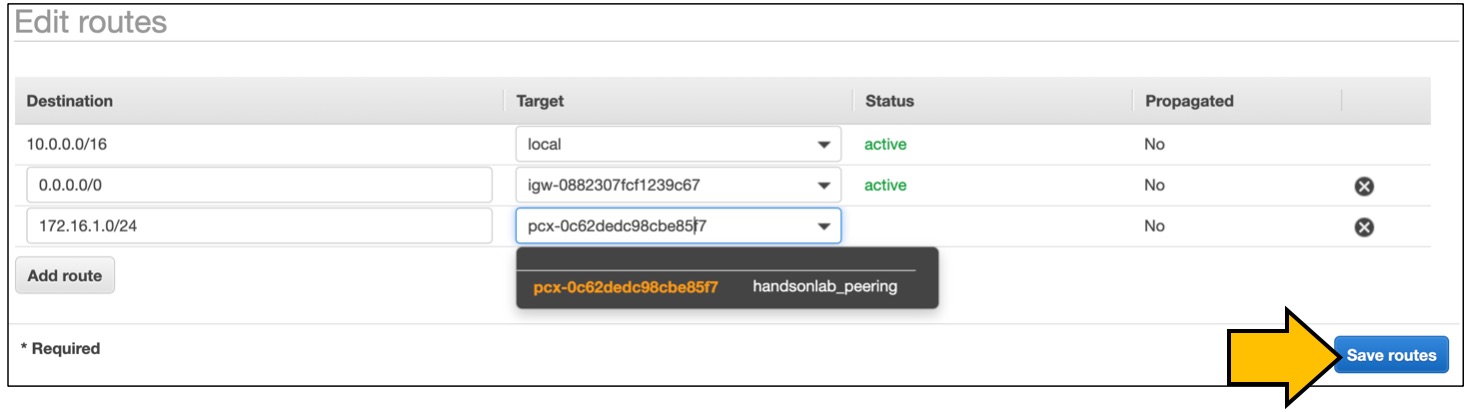 Edit routes
Destination Target Status Propagated
10.0.0.0/16 local active No
0.0.0.0/0 igw-0882307fcf1239c67 active No
172.16.1.0/24 pcx-0c62dedc98cbe85f7 No
Add route
pcx-0c62dedc98cbe85f7 handsonlab_peering
* Required
Save routes